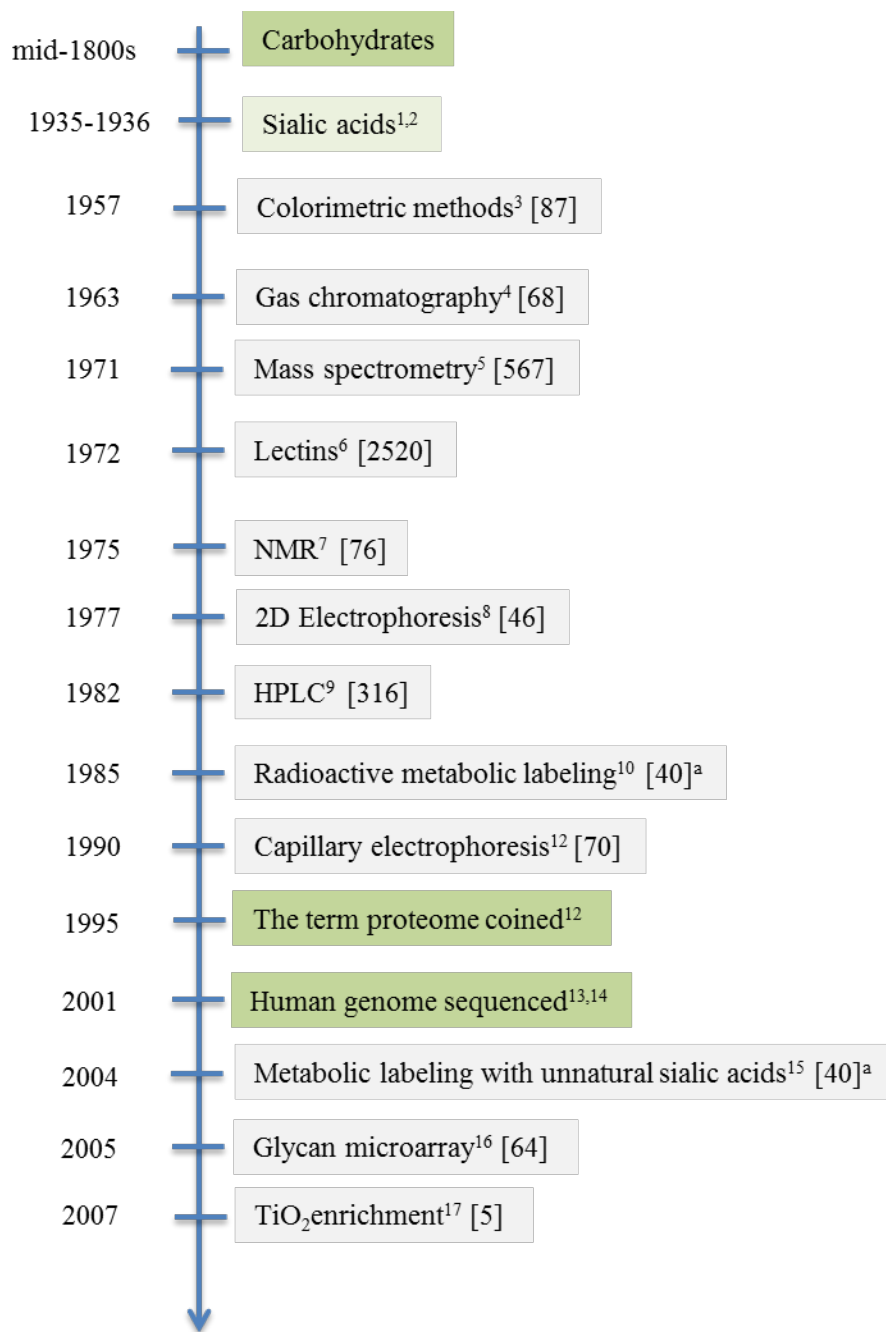 mid-1800s Carbohydrates
1935-1936 Sialic acids1,2
1957 Colorimetric methods3 [87]
1963 Gas chromatography4 [68]
1971 Mass spectrometry5 [567]
1972 Lectins6 [2520]
1975 NMR7 [76]
1977 2D Electrophoresis8 [46]
1982 HPLC9 [316]
1985 Radioactive metabolic labeling10 [40]a
1990 Capillary electrophoresis12 [70]
1995 The term proteome coined12
2001 Human genome sequenced13,14
2004 Metabolic labeling with unnatural sialic acids15 [40]a
2005 Glycan microarray16 [64]
2007 TiO2enrichment17 [5]